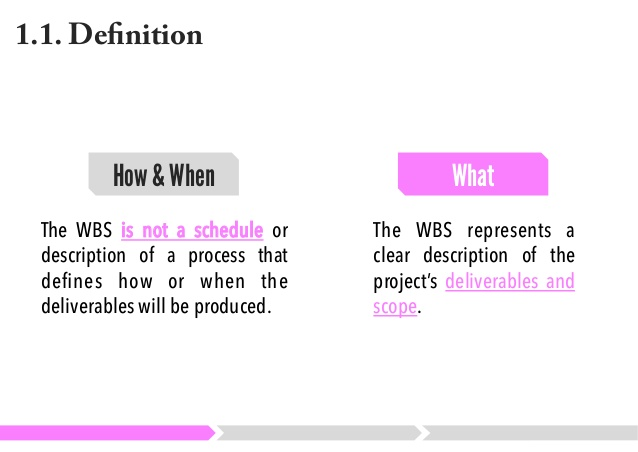 1.1. Definition
How & When
The WBS is not a schedule or
description of a process that
defines how or when the
deliverables will be produced.
What
The WBS represents a
clear description of the
project’s deliverables and
scope.